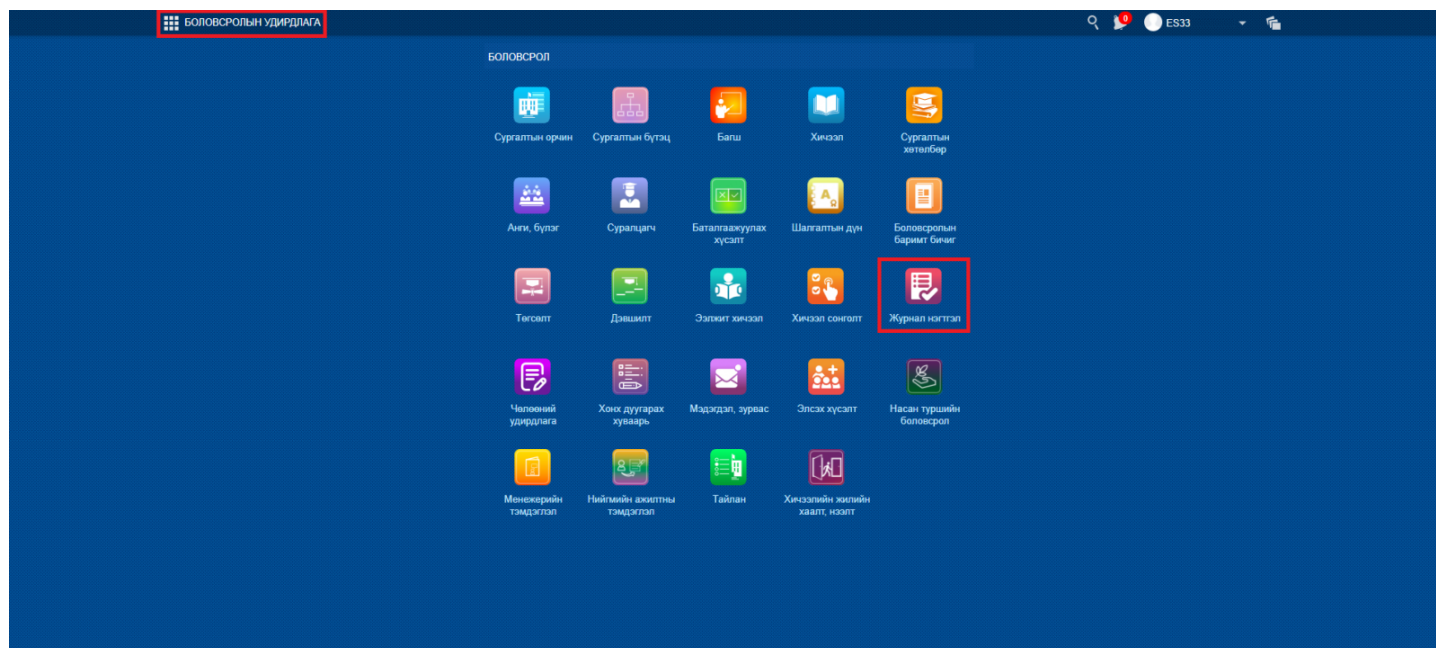 БОЛОВСРОЛЫН УДИРДЛАГА
0
ES33
БОЛОВСРОЛ
Сургалтын орчин
Сургалтын бүтэц
Багш
Хичээл
Сургалтын
хөтөлбөр
Анги, бүлэг
Суралцагч
Баталгаажуулах
хүсэлт
Шалгалтын дүн
Боловсролын
баримт бичиг
Төгсөлт
Дэвшилт
Ээлжит хичээл
Хичээл сонголт
Журнал нэгтгэл
Чөлөөний
удирдлага
Хонх дуугарах
хуваарь
Мэдэгдэл, зурвас
Элсэх хүсэлт
Насан туршийн
боловсрол
Менежерийн
тэмдэглэл
Нийгмийн ажилтны
тэмдэглэл
Тайлан
Хичээлийн жилийн
хаалт, нээлт